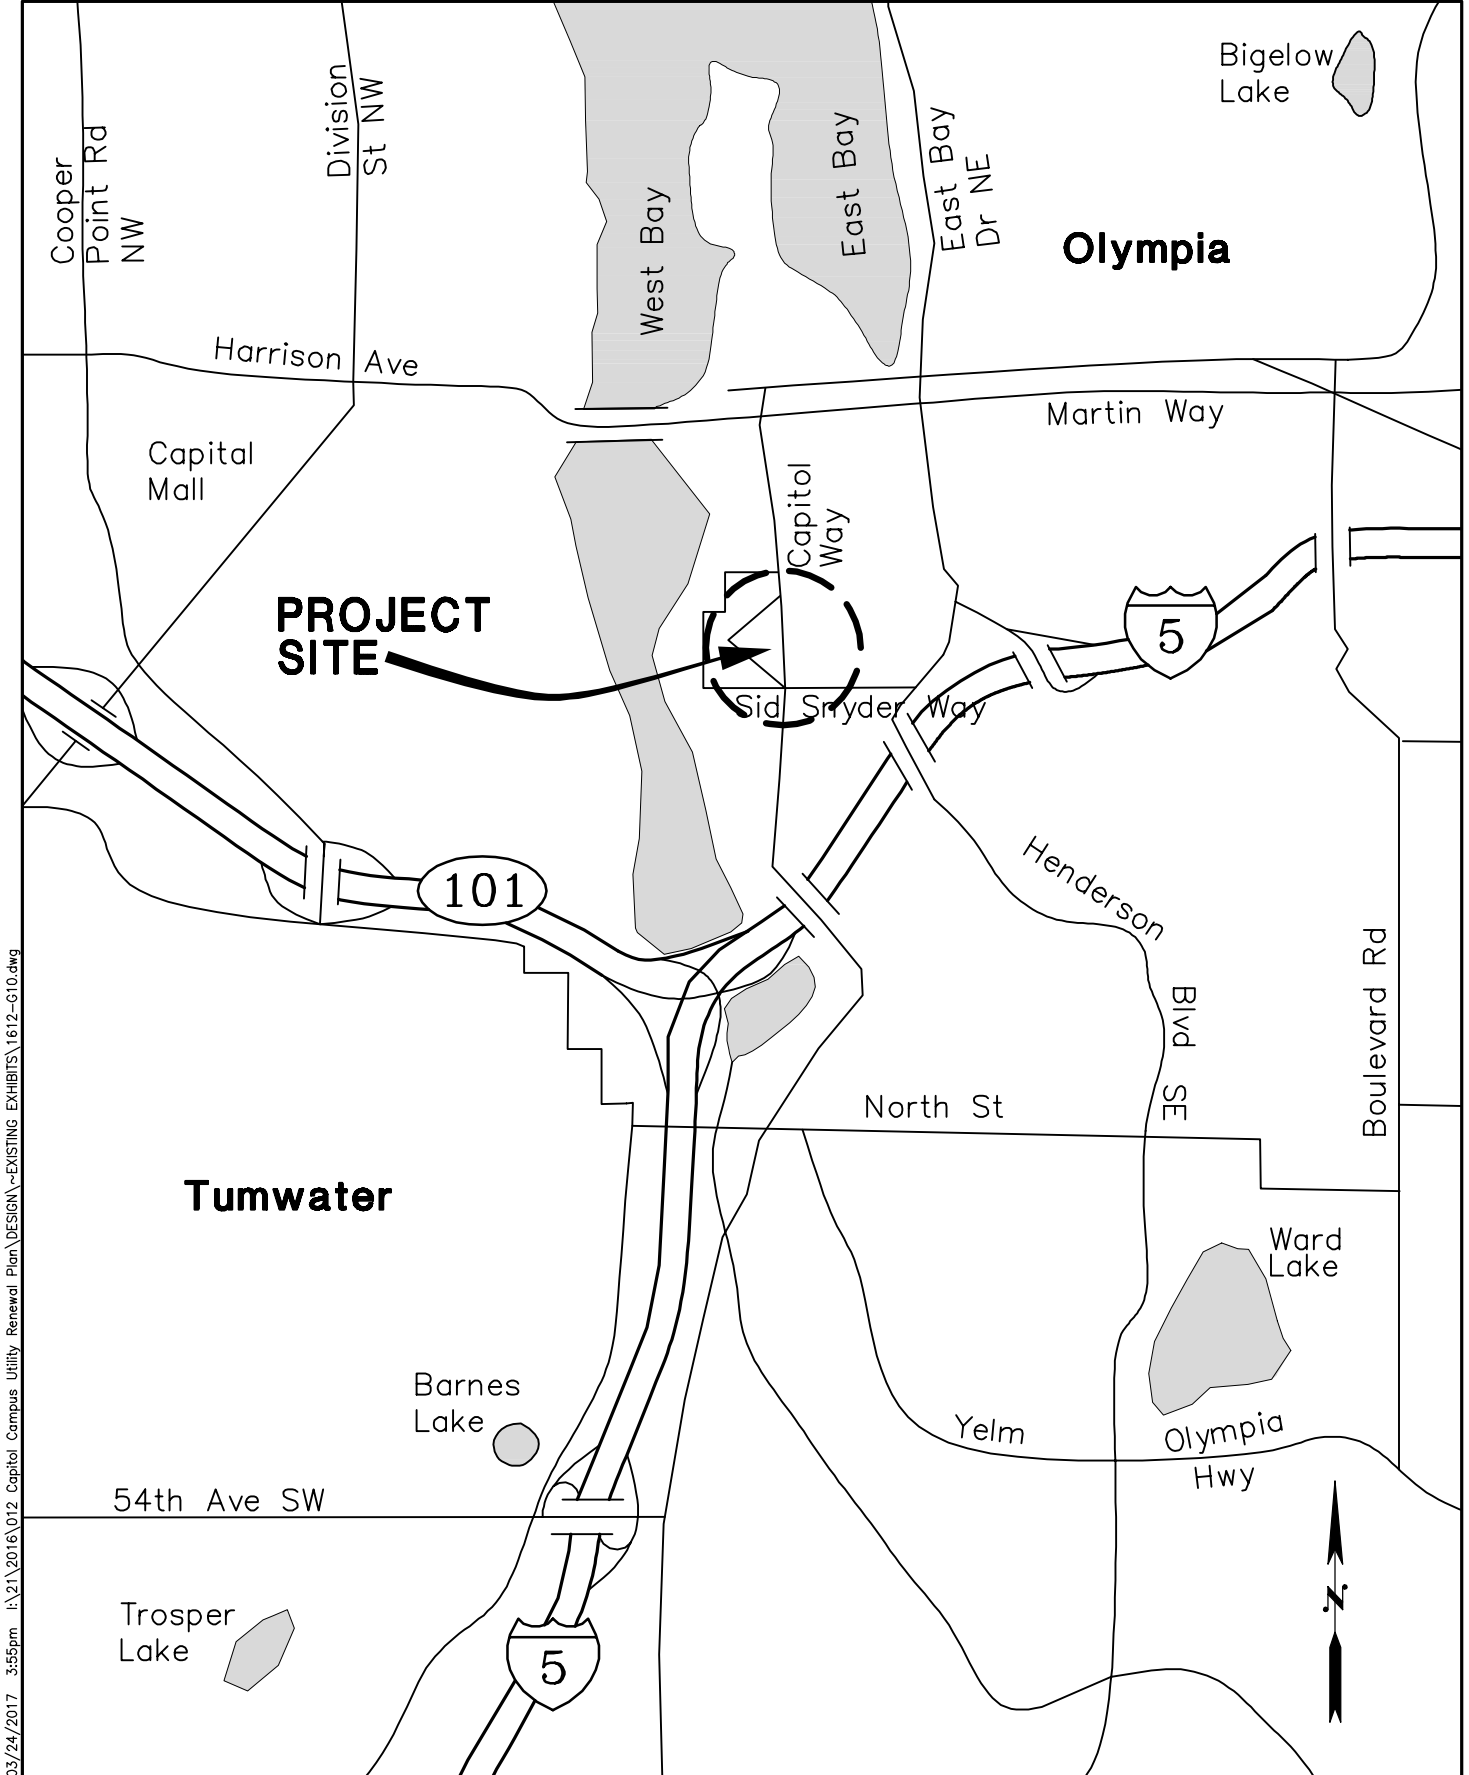 Bigelow
Lake
Division
St NW
Cooper
Point Rd
NW
East Bay
East Bay
Dr NE
West Bay
Olympia
Harrison Ave
Martin Way
Capital
Mall
Capitol
Way
PROJECT
SITE
5
Sid Snyder Way
Henderson
101
Boulevard Rd
Blvd SE
North St
Tumwater
Ward
Lake
Barnes
Lake
Yelm
Olympia
Hwy
54th Ave SW
N
Trosper
Lake
5
03/24/2017 3:55pm I:\21\2016\012 Capitol Campus Utility Renewal Plan\DESIGN\~EXISTING EXHIBITS\1612-G10.dwg